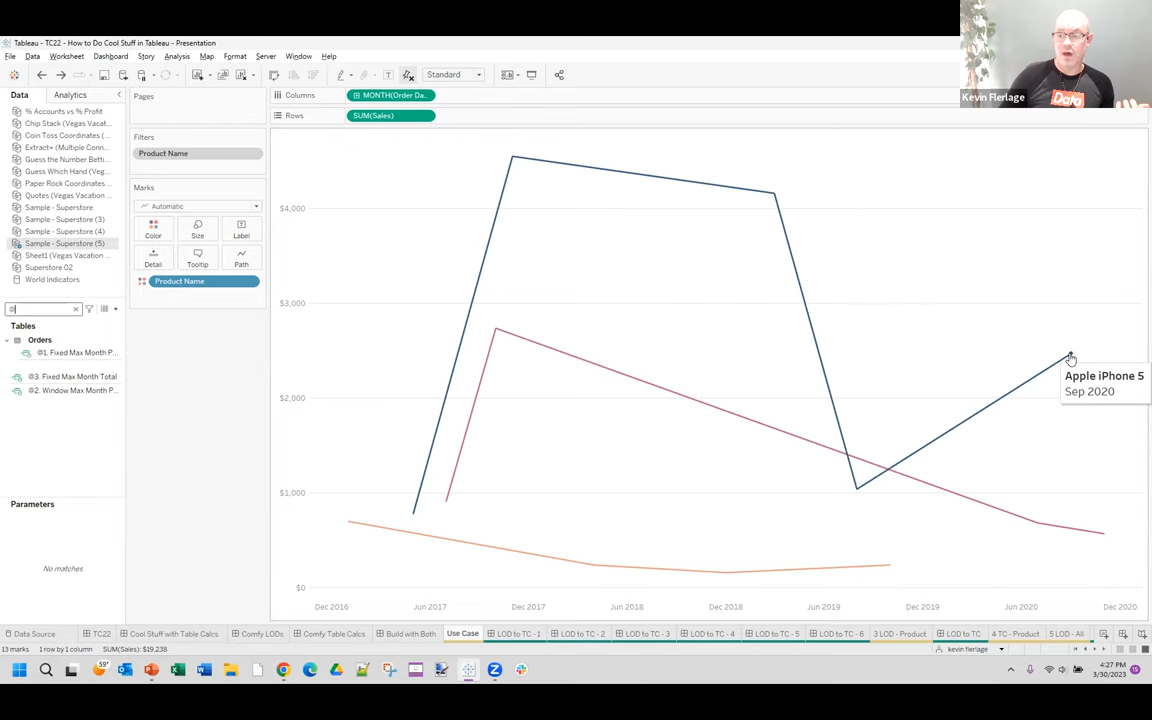 Tableau - TC22 - How to Do Cool Stuff in Tableau - Presentation
File Data Worksheet Dashboard Story Analysis Map Format Server Window Help
Standard
Kevin Flerlage
Data
Data Analytics
Pages
Columns MONTH(Order Da..
Rows SUM(Sales)
% Accounts vs % Profit
Chip Stack (Vegas Vacat...
Coin Toss Coordinates (...
Extract+ (Multiple Conn...
Guess the Number Betti...
Guess Which Hand (Veg...
Paper Rock Coordinates ...
Quotes (Vegas Vacation ...
Sample - Superstore
Sample - Superstore (3)
Sample - Superstore (4)
Sample - Superstore (5)
Sheet1 (Vegas Vacation ...
Superstore O2
World Indicators
Filters
Product Name
Marks
Automatic
Color Size Label
Detail Tooltip Path
Product Name
@
Tables
Orders
@1. Fixed Max Month P...
@3. Fixed Max Month Total
@2. Window Max Month P...
Parameters
No matches
$4,000
$3,000
$2,000
$1,000
$0
Apple iPhone 5
Sep 2020
Dec 2016 Jun 2017 Dec 2017 Jun 2018 Dec 2018 Jun 2019 Dec 2019 Jun 2020 Dec 2020
Data Source TC22 Cool Stuff with Table Calcs Comfy LODs Comfy Table Calcs Build with Both Use Case LOD to TC - 1 LOD to TC - 2 LOD to TC - 3 LOD to TC - 4 LOD to TC - 5 LOD to TC - 6 3 LOD - Product LOD to TC 4 TC - Product 5 LOD - All
13 marks 1 row by 1 column SUM(Sales): $19,238 kevin flerlage
59°
4:27 PM
3/30/2023
15